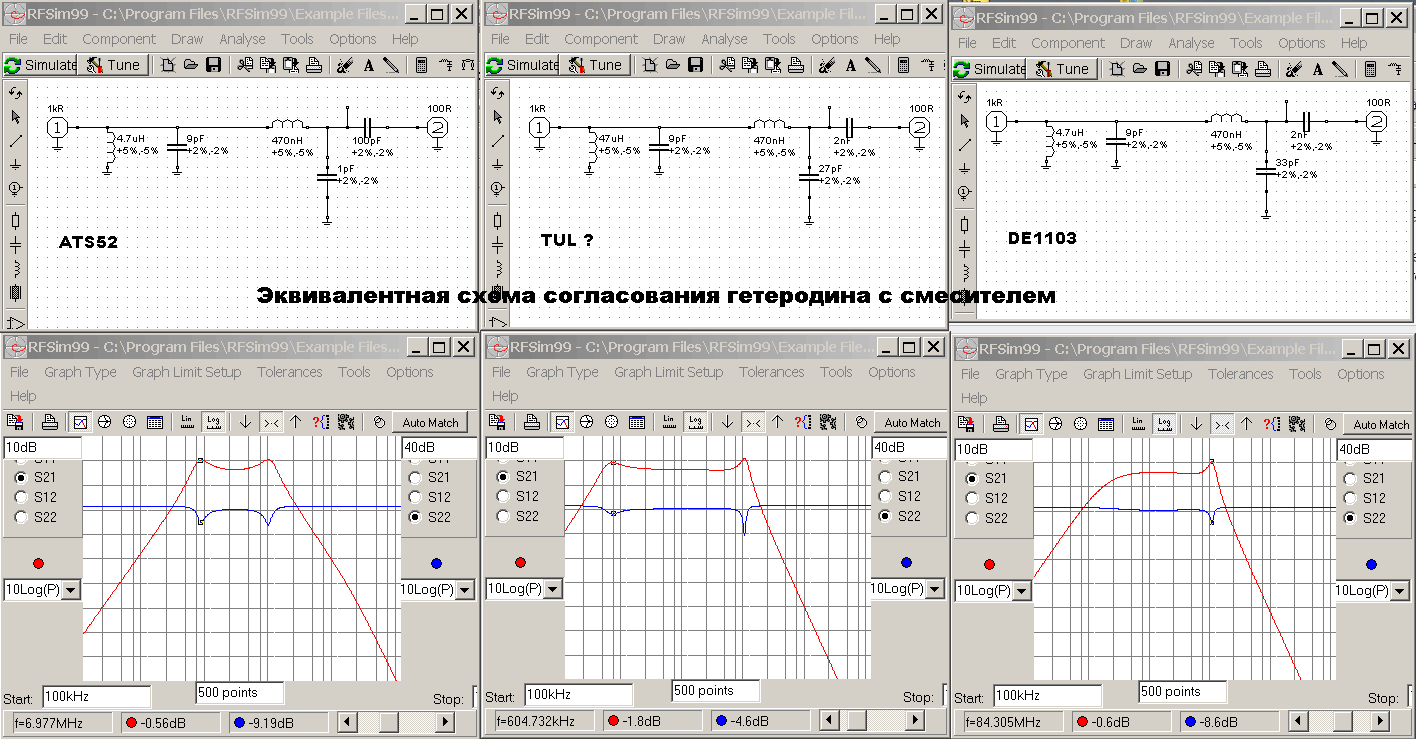 RFSim99 - C:\Program Files\RFSim99\Example Fil...
File Edit Component Draw Analyse Tools Options Help
Simulate Tune
1kR
100R
1
2
4.7uH
+5%,-5%
9pF
+2%,-2%
470nH
+5%,-5%
100pF
+2%,-2%
1pF
+2%,-2%
ATS52
RFSim99 - C:\Program Files\RFSim99\Example Fil...
File Edit Component Draw Analyse Tools Options Help
Simulate Tune
1kR
100R
1
2
47uH
+5%,-5%
9pF
+2%,-2%
470nH
+5%,-5%
2nF
+2%,-2%
27pF
+2%,-2%
TUL ?
RFSim99 - C:\Program Files\RFSim99\Example Fil...
File Edit Component Draw Analyse Tools Options Help
Simulate Tune
1kR
100R
1
2
4.7uH
+5%,-5%
9pF
+2%,-2%
470nH
+5%,-5%
2nF
+2%,-2%
33pF
+2%,-2%
DE1103
Эквивалентная схема согласования гетеродина с смесителем
RFSim99 - C:\Program Files\RFSim99\Example Files...
File Graph Type Graph Limit Setup Tolerances Tools Options
Help
Lin Log Auto Match
10dB
40dB
S21
S12
S22
S21
S12
S22
10Log(P)
10Log(P)
Start: 100kHz 500 points Stop:
f=6.977MHz -0.56dB -9.19dB
RFSim99 - C:\Program Files\RFSim99\Example Fil...
File Graph Type Graph Limit Setup Tolerances Tools Options
Help
Lin Log Auto Match
10dB
40dB
S21
S12
S22
S21
S12
S22
10Log(P)
10Log(P)
Start: 100kHz 500 points Stop:
f=604.732kHz -1.8dB -4.6dB
RFSim99 - C:\Program Files\RFSim99\Example Fil...
File Graph Type Graph Limit Setup Tolerances Tools Options
Help
Lin Log Auto Match
10dB
40dB
S21
S12
S22
S21
S12
S22
10Log(P)
10Log(P)
Start: 100kHz 500 points Stop:
f=84.305MHz -0.6dB -8.6dB